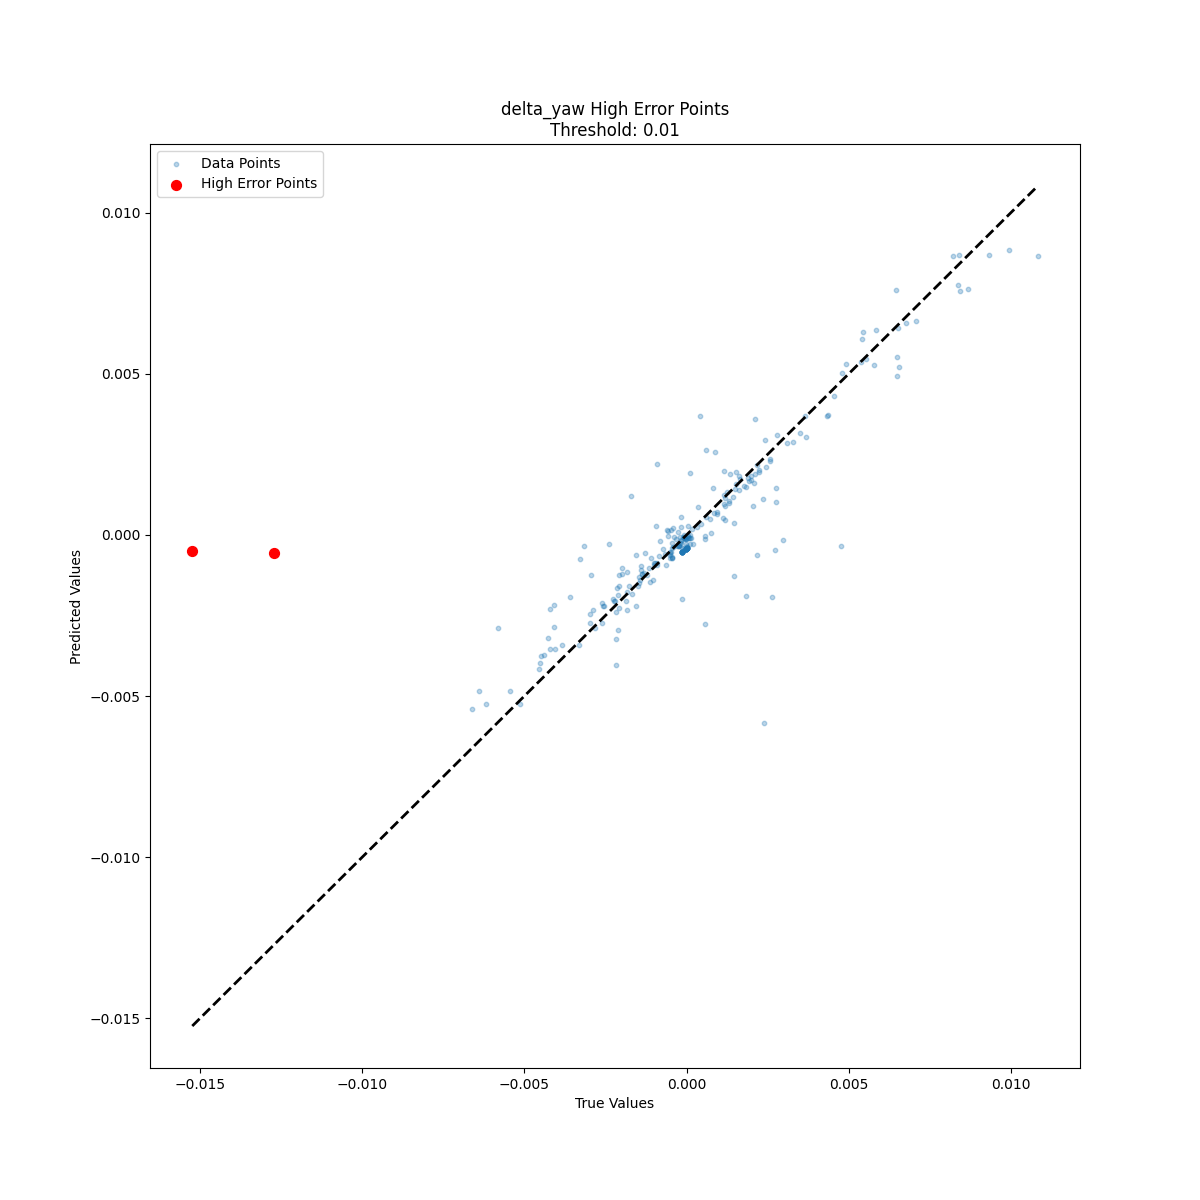 delta_yaw High Error Points
Threshold: 0.01
Data Points
High Error Points
0.010
0.005
0.000
−0.005
−0.010
−0.015
Predicted Values
−0.015 −0.010 −0.005 0.000 0.005 0.010
True Values